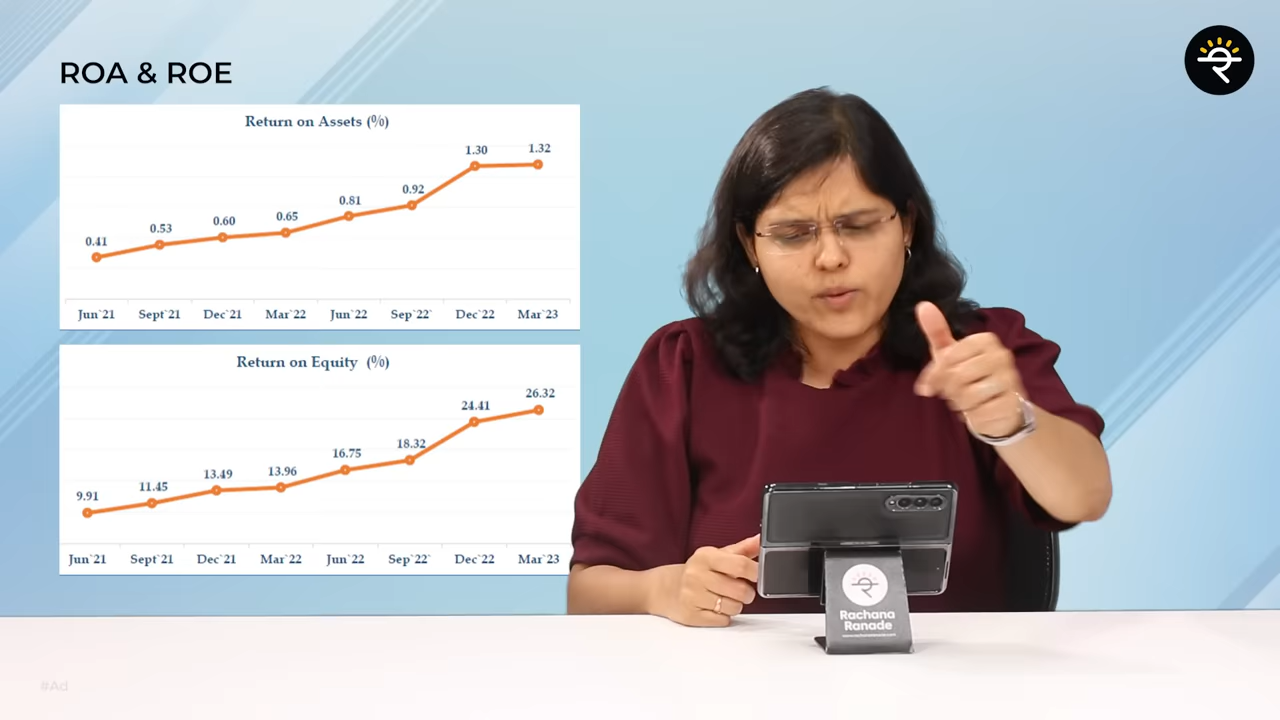 ROA & ROE
Return on Assets (%)
0.41 0.53 0.60 0.65 0.81 0.92 1.30 1.32
Jun`21 Sept`21 Dec`21 Mar`22 Jun`22 Sep`22` Dec`22 Mar`23
Return on Equity (%)
9.91 11.45 13.49 13.96 16.75 18.32 24.41 26.32
Jun`21 Sept`21 Dec`21 Mar`22 Jun`22 Sep`22` Dec`22 Mar`23
Rachana
Ranade
www.rachanaranade.com
#Ad